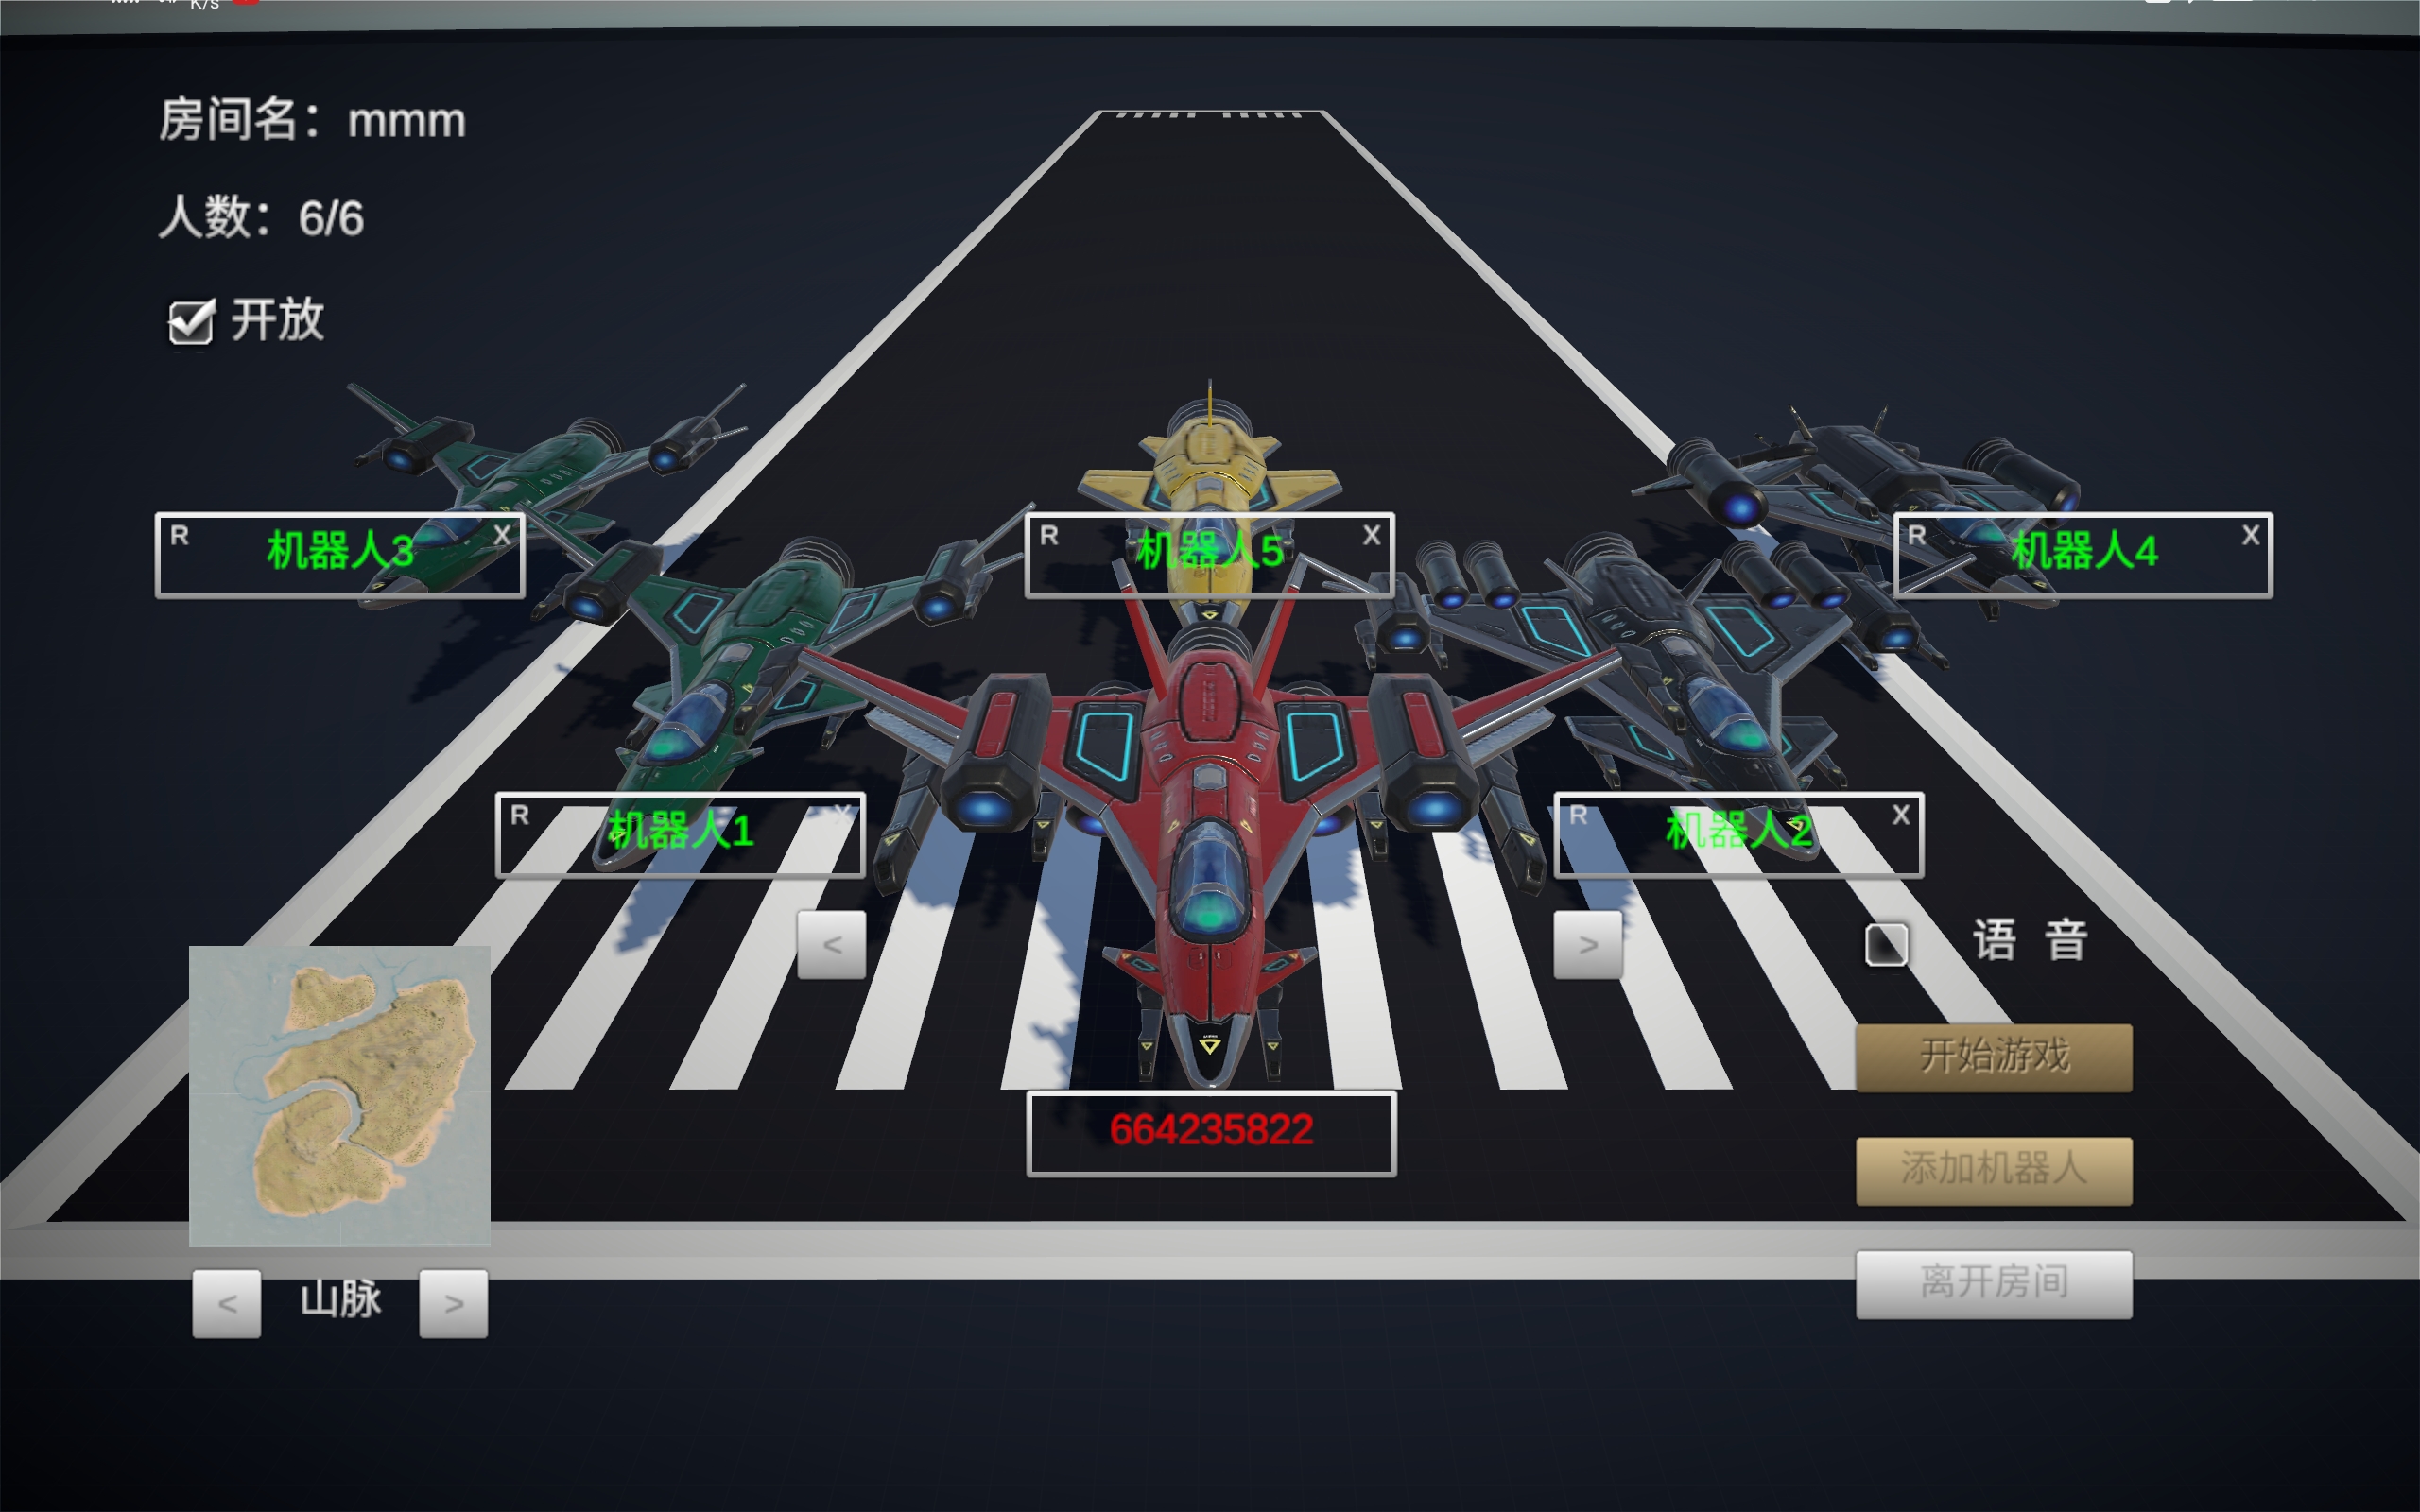 K/s
房间名：mmm
人数：6/6
开放
R 机器人3 X
R 机器人5 X
R 机器人4 X
R 机器人1 X
R 机器人2 X
< >
语 音
开始游戏
664235822
添加机器人
离开房间
< 山脉 >